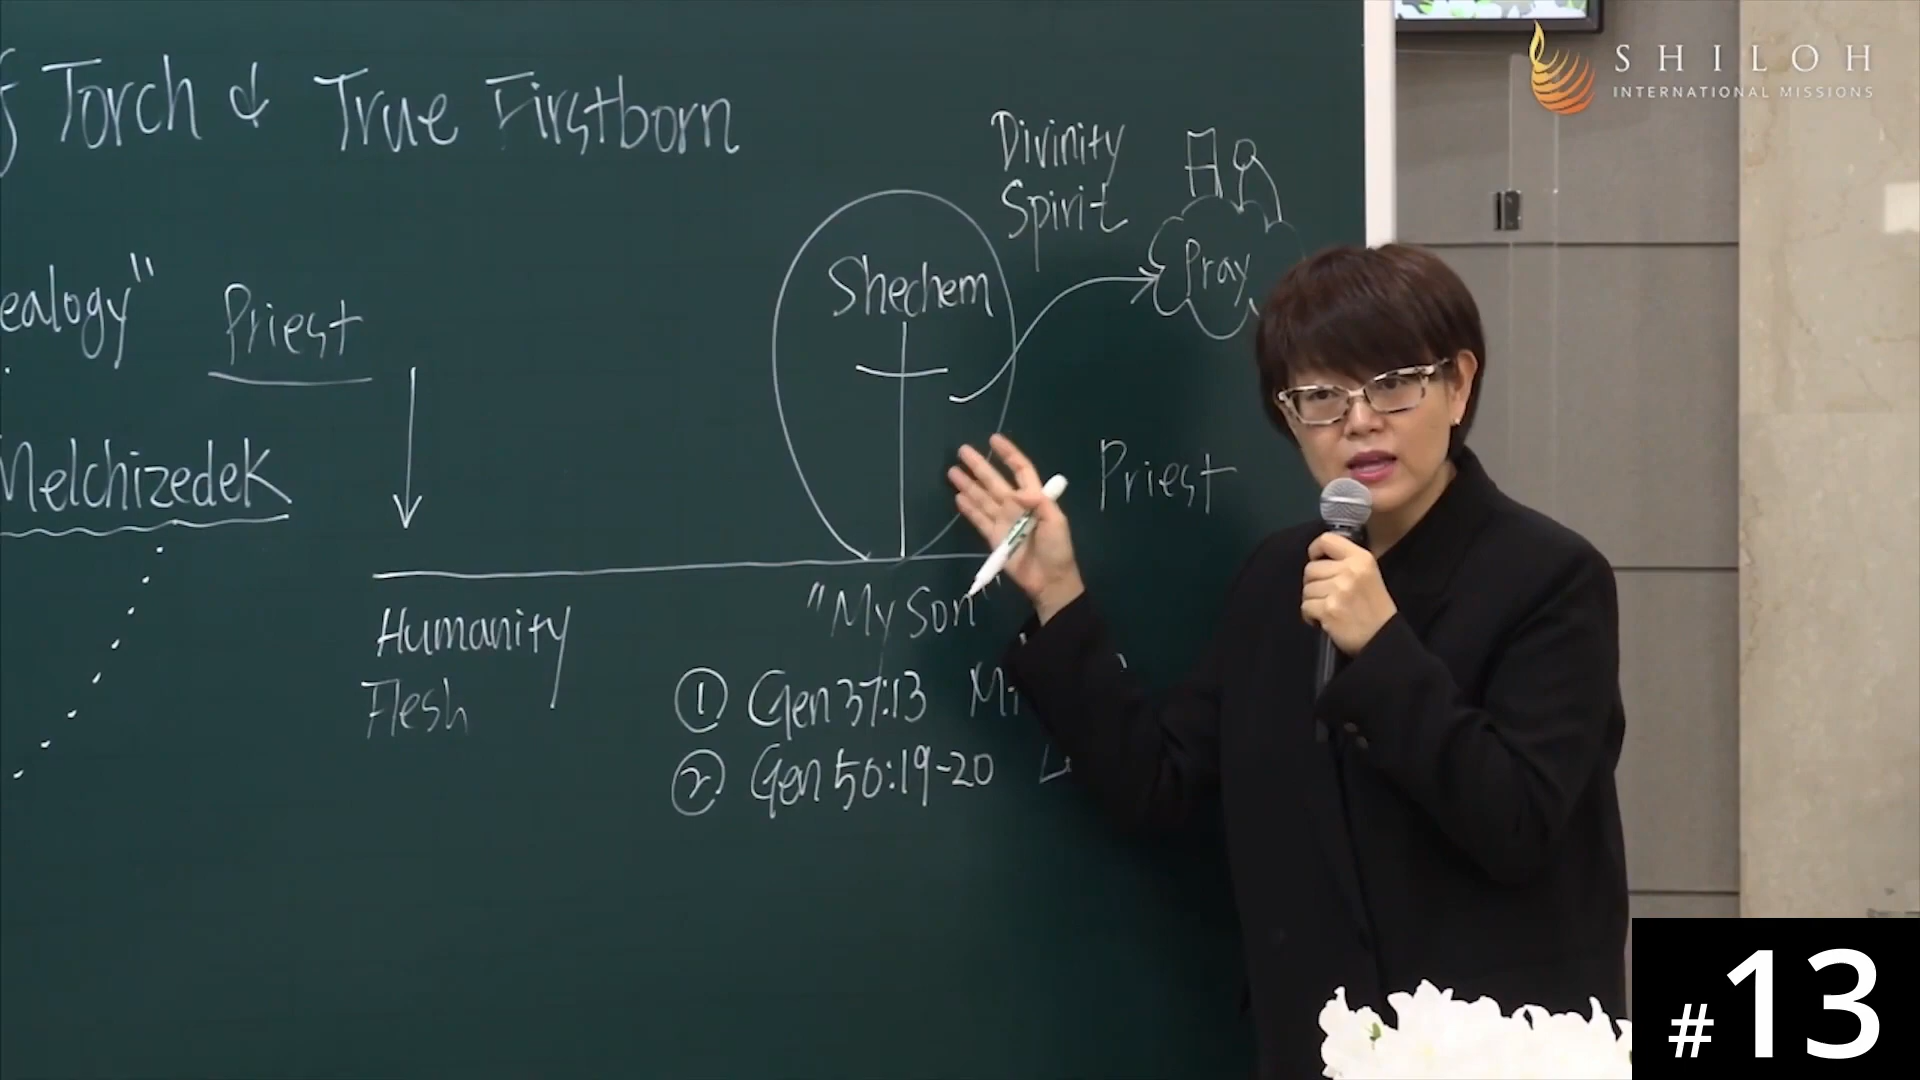 SHILOH
INTERNATIONAL MISSIONS
Torch & True Firstborn
Divinity
Spirit
Pray
Shechem
ealogy"
Priest
Melchizedek
Priest
Humanity
Flesh
"My Son"
① Gen 37:13
② Gen 50:19-20
#13